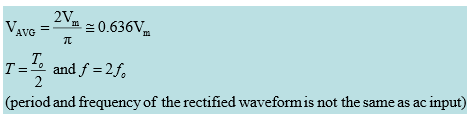 V_AVG = 2V_m / π ≅ 0.636V_m
T = T_o / 2 and f = 2f_o
(period and frequency of the rectified waveform is not the same as ac input)